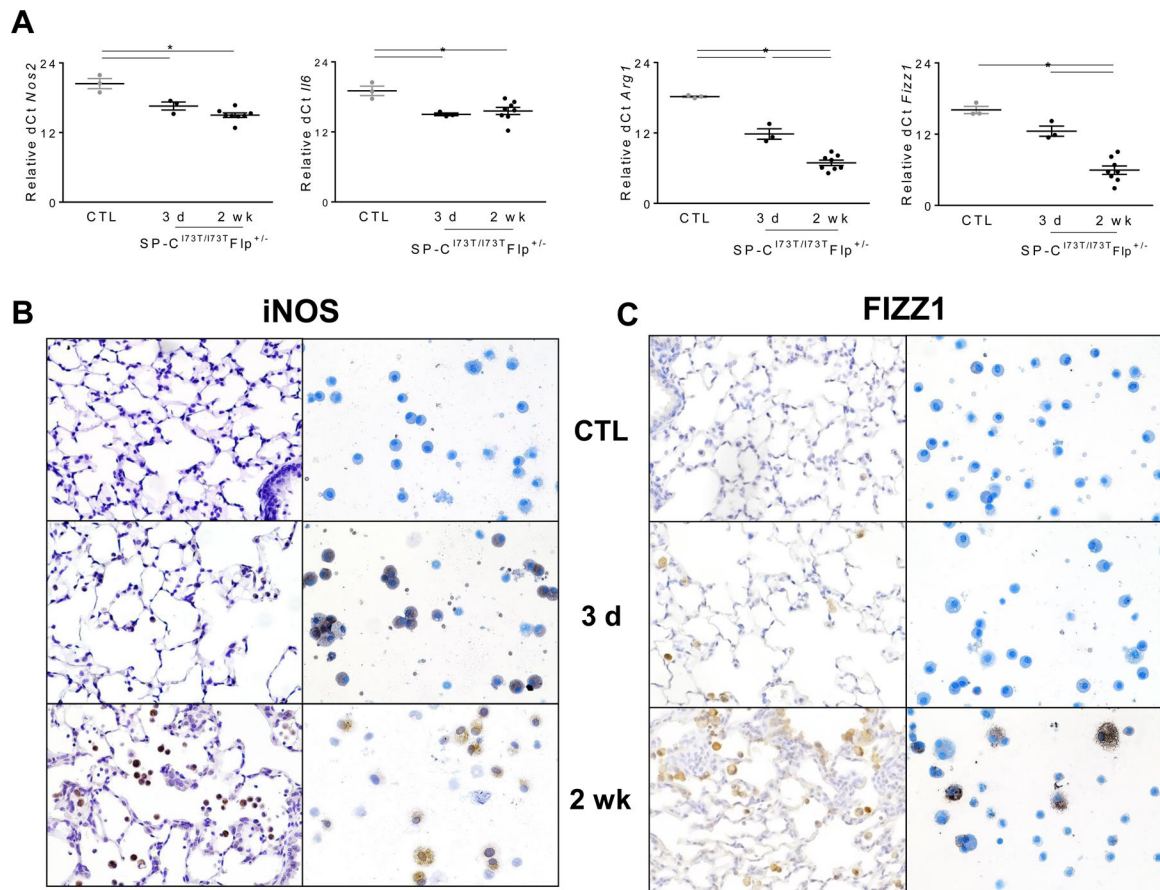 A
Relative dCt Nos2
24
12
0
*
CTL
3 d
2 wk
SP-C^I73T/I73T Flp^+/-
Relative dCt Il6
24
12
0
*
CTL
3 d
2 wk
SP-C^I73T/I73T Flp^+/-
Relative dCt Arg1
24
12
0
*
CTL
3 d
2 wk
SP-C^I73T/I73T Flp^+/-
Relative dCt Fizz1
24
12
0
*
CTL
3 d
2 wk
SP-C^I73T/I73T Flp^+/-
B
iNOS
C
FIZZ1
CTL
3 d
2 wk